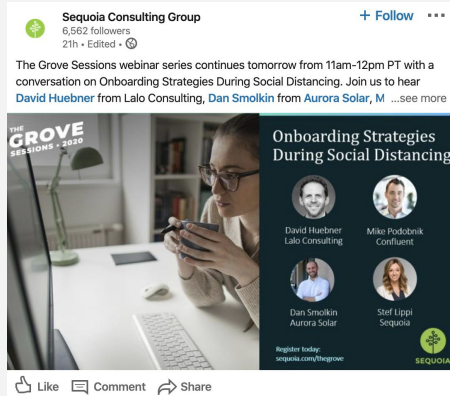 Sequoia Consulting Group
+ Follow
6,562 followers
21h • Edited •
The Grove Sessions webinar series continues tomorrow from 11am-12pm PT with a
conversation on Onboarding Strategies During Social Distancing. Join us to hear
David Huebner from Lalo Consulting, Dan Smolkin from Aurora Solar, M ...see more
THE
GROVE
SESSIONS • 2020
Onboarding Strategies
During Social Distancing
David Huebner
Lalo Consulting
Mike Podobnik
Confluent
Dan Smolkin
Aurora Solar
Stef Lippi
Sequoia
Register today:
sequoia.com/thegrove
SEQUOIA
Like
Comment
Share